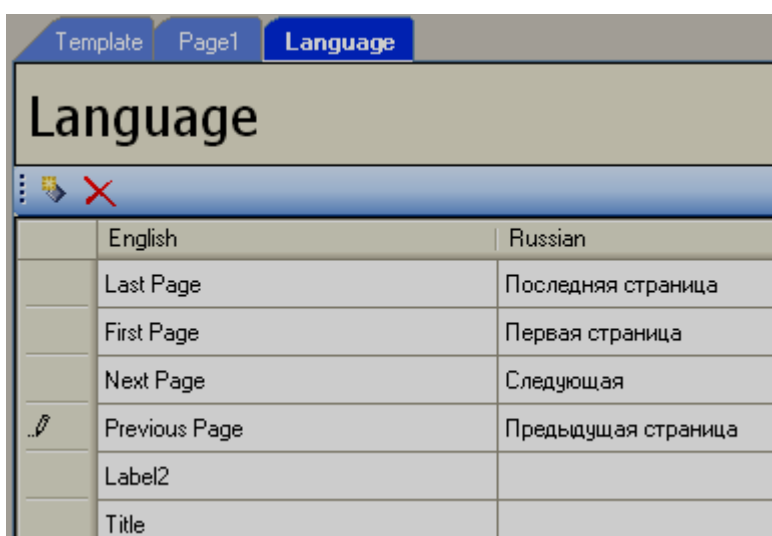 Template Page1 Language
Language
English Russian
Last Page Последняя страница
First Page Первая страница
Next Page Следующая
Previous Page Предыдущая страница
Label2
Title